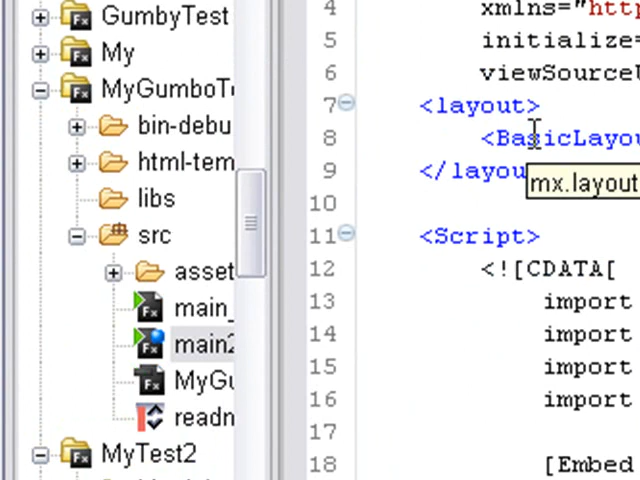 GumbyTest
My
MyGumboT
bin-debu
html-tem
libs
src
asset
main_
main2
MyGu
readn
MyTest2
4 xmlns="http
5 initialize=
6 viewSourceU
7 <layout>
8 <BasicLayou
9 </layou
mx.layout
10
11 <Script>
12 <![CDATA[
13 import
14 import
15 import
16 import
17
18 [Embed